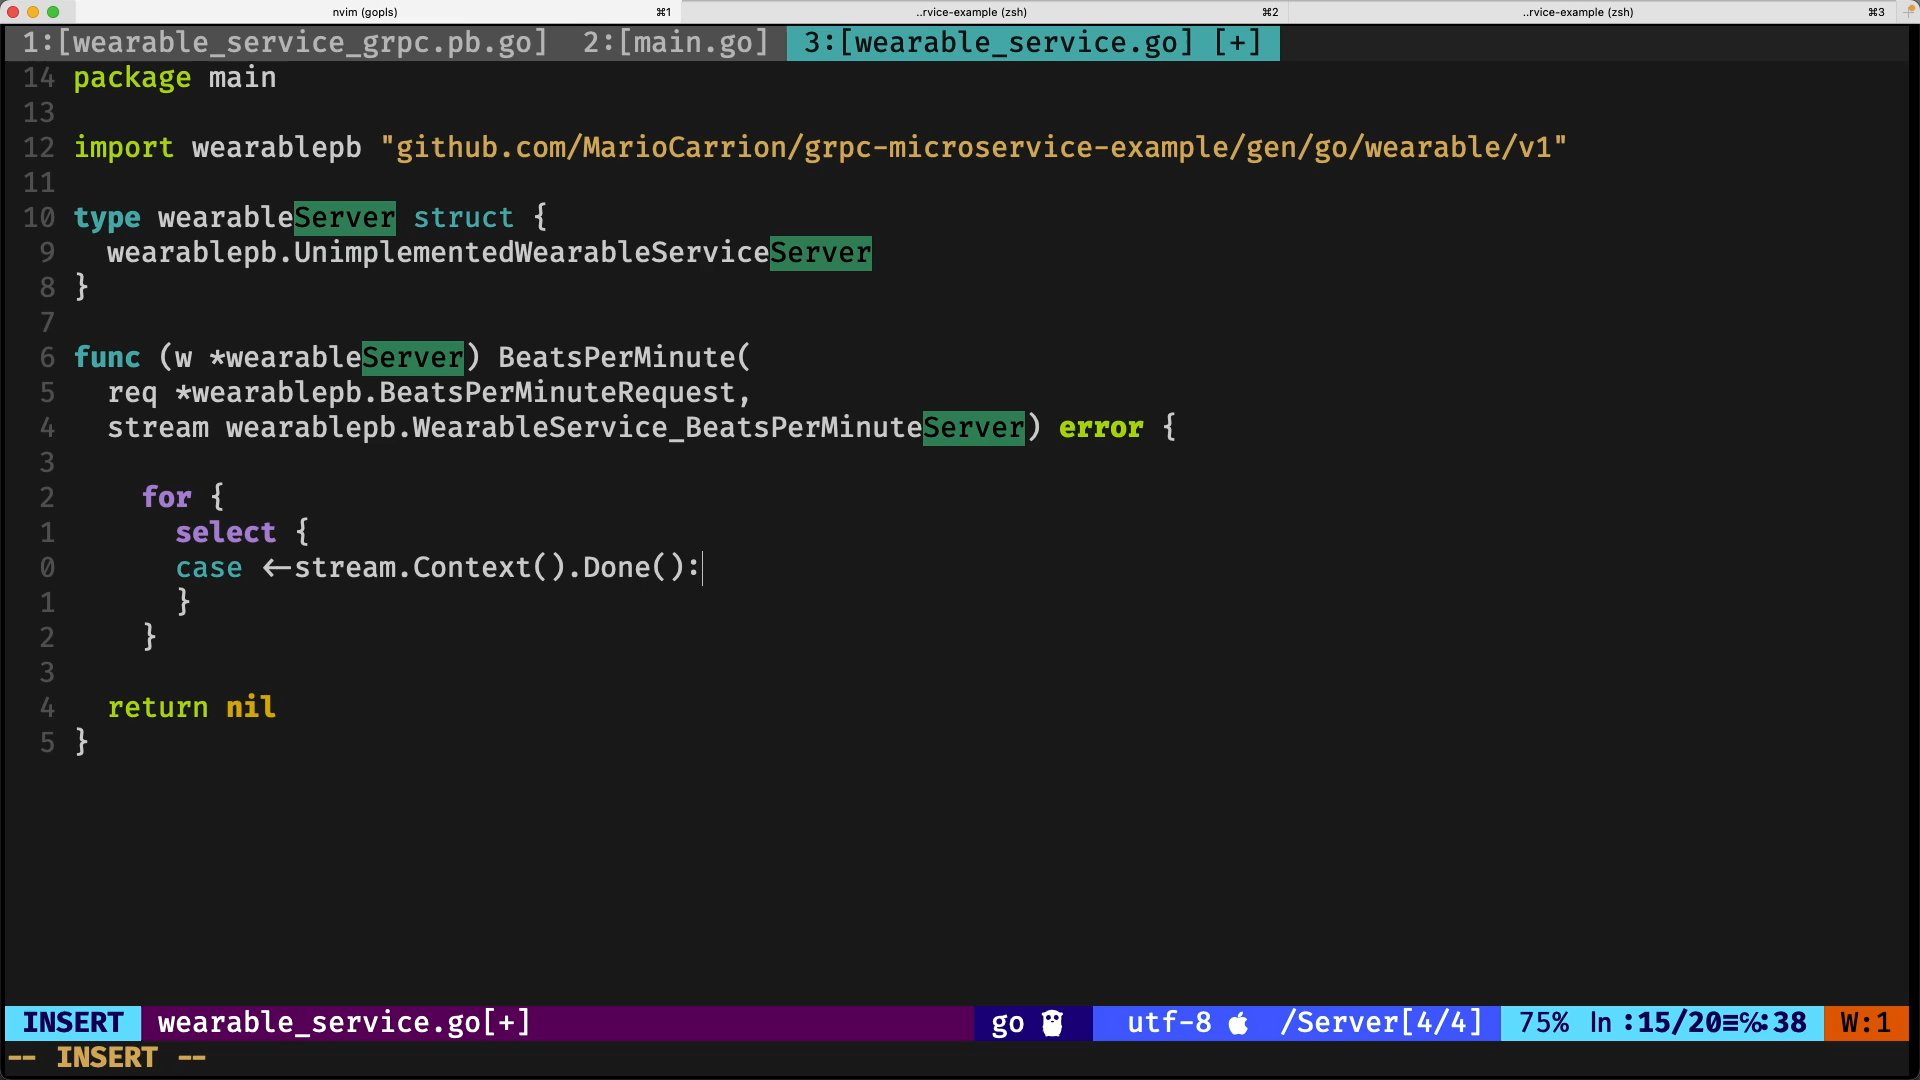 nvim (gopls) ⌘1 ..rvice-example (zsh) ⌘2 ..rvice-example (zsh) ⌘3
1:[wearable_service_grpc.pb.go] 2:[main.go] 3:[wearable_service.go] [+]
14 package main
13
12 import wearablepb "github.com/MarioCarrion/grpc-microservice-example/gen/go/wearable/v1"
11
10 type wearableServer struct {
9 wearablepb.UnimplementedWearableServiceServer
8 }
7
6 func (w *wearableServer) BeatsPerMinute(
5 req *wearablepb.BeatsPerMinuteRequest,
4 stream wearablepb.WearableService_BeatsPerMinuteServer) error {
3
2 for {
1 select {
0 case <-stream.Context().Done():
1 }
2 }
3
4 return nil
5 }
INSERT wearable_service.go[+] go utf-8 /Server[4/4] 75% ln :15/20≡℅:38 W:1
-- INSERT --